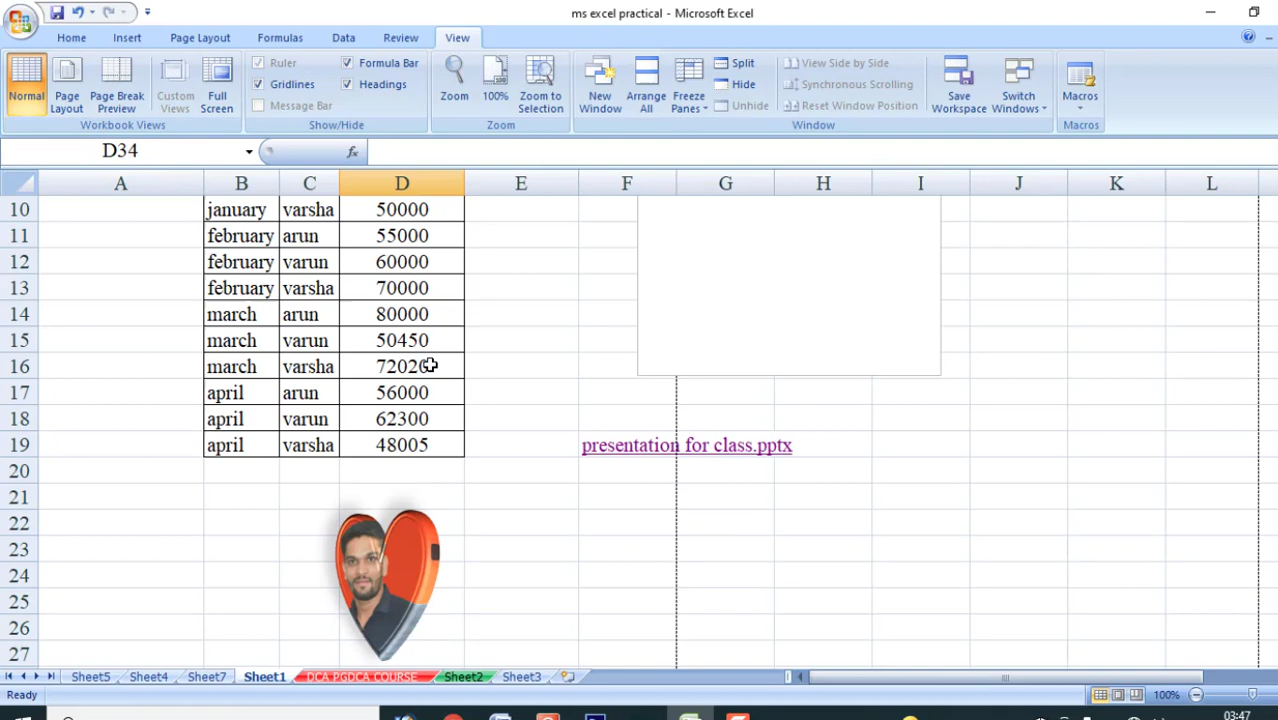 ms excel practical - Microsoft Excel
Home Insert Page Layout Formulas Data Review View
Normal Page Layout Page Break Preview Custom Views Full Screen
Workbook Views
Ruler Formula Bar
Gridlines Headings
Message Bar
Show/Hide
Zoom 100% Zoom to Selection
Zoom
New Window Arrange All Freeze Panes
Split
Hide
Unhide
View Side by Side
Synchronous Scrolling
Reset Window Position
Window
Save Workspace Switch Windows
Macros
Macros
D34 fx
A B C D E F G H I J K L
10 january varsha 50000
11 february arun 55000
12 february varun 60000
13 february varsha 70000
14 march arun 80000
15 march varun 50450
16 march varsha 72020
17 april arun 56000
18 april varun 62300
19 april varsha 48005 presentation for class.pptx
20
21
22
23
24
25
26
27
Sheet5 Sheet4 Sheet7 Sheet1 DCA PGDCA COURSE Sheet2 Sheet3
Ready 100%
03:47